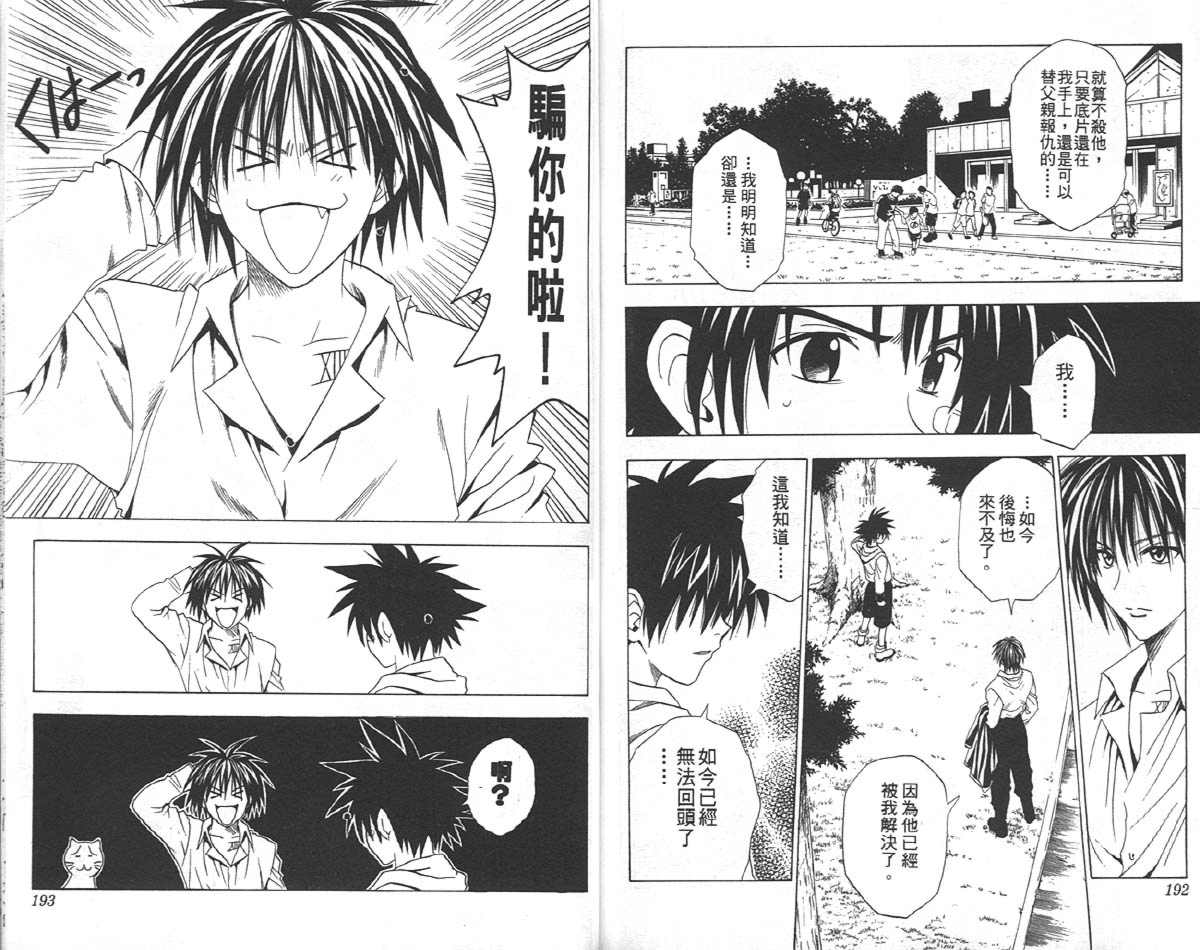 就算不殺他，
只要底片還在
我手上，還是可以
替父親報仇的……
…我明明知道…
卻還是……
我……
…如今
後悔也
來不及了。
因為他已經
被我解決了。
這我知道……
如今已經
無法回頭了
……
192
騙你的啦！
くはーっ
啊？
193